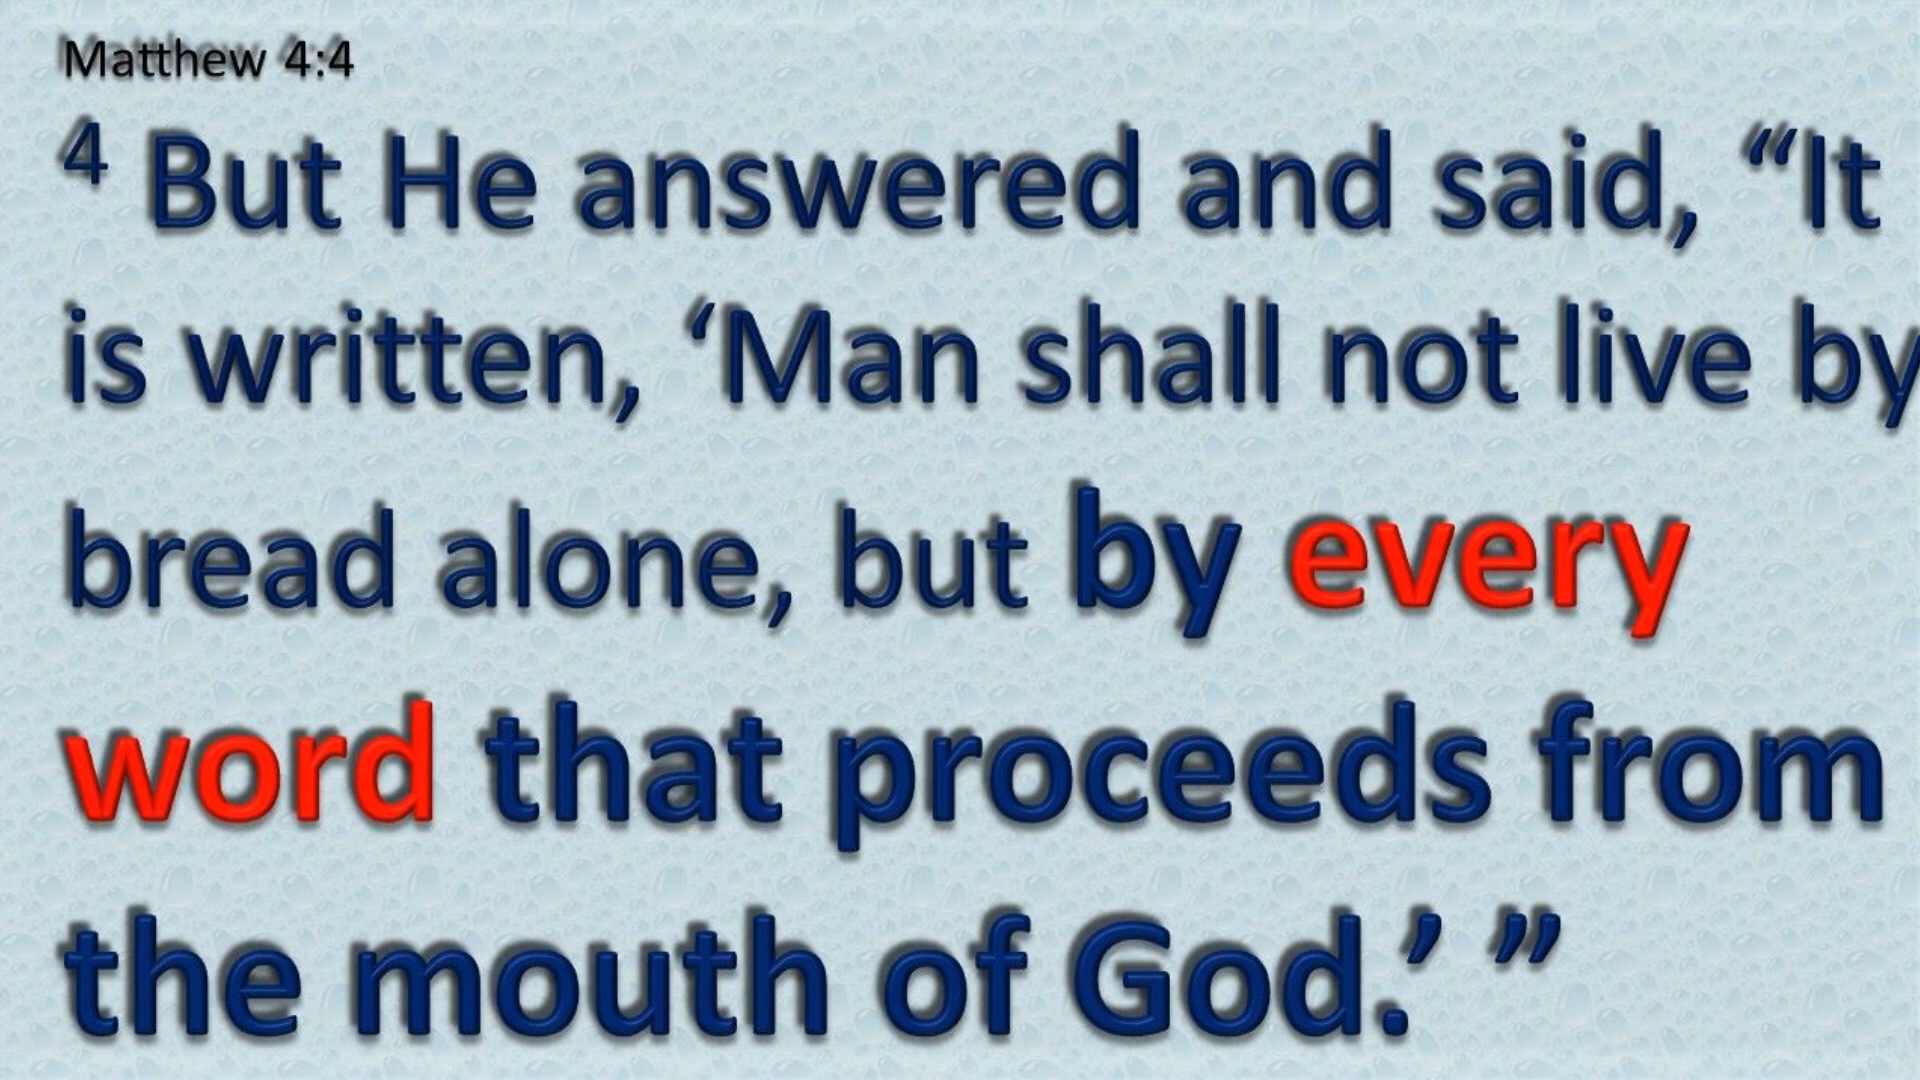 Matthew 4:4
4 But He answered and said, “It
is written, ‘Man shall not live by
bread alone, but by every
word that proceeds from
the mouth of God.’ ”